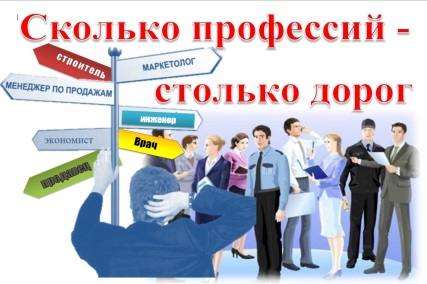 Сколько профессий -
столько дорог
строитель
МАРКЕТОЛОГ
МЕНЕДЖЕР ПО ПРОДАЖАМ
инженер
экономист
Врач
продавец